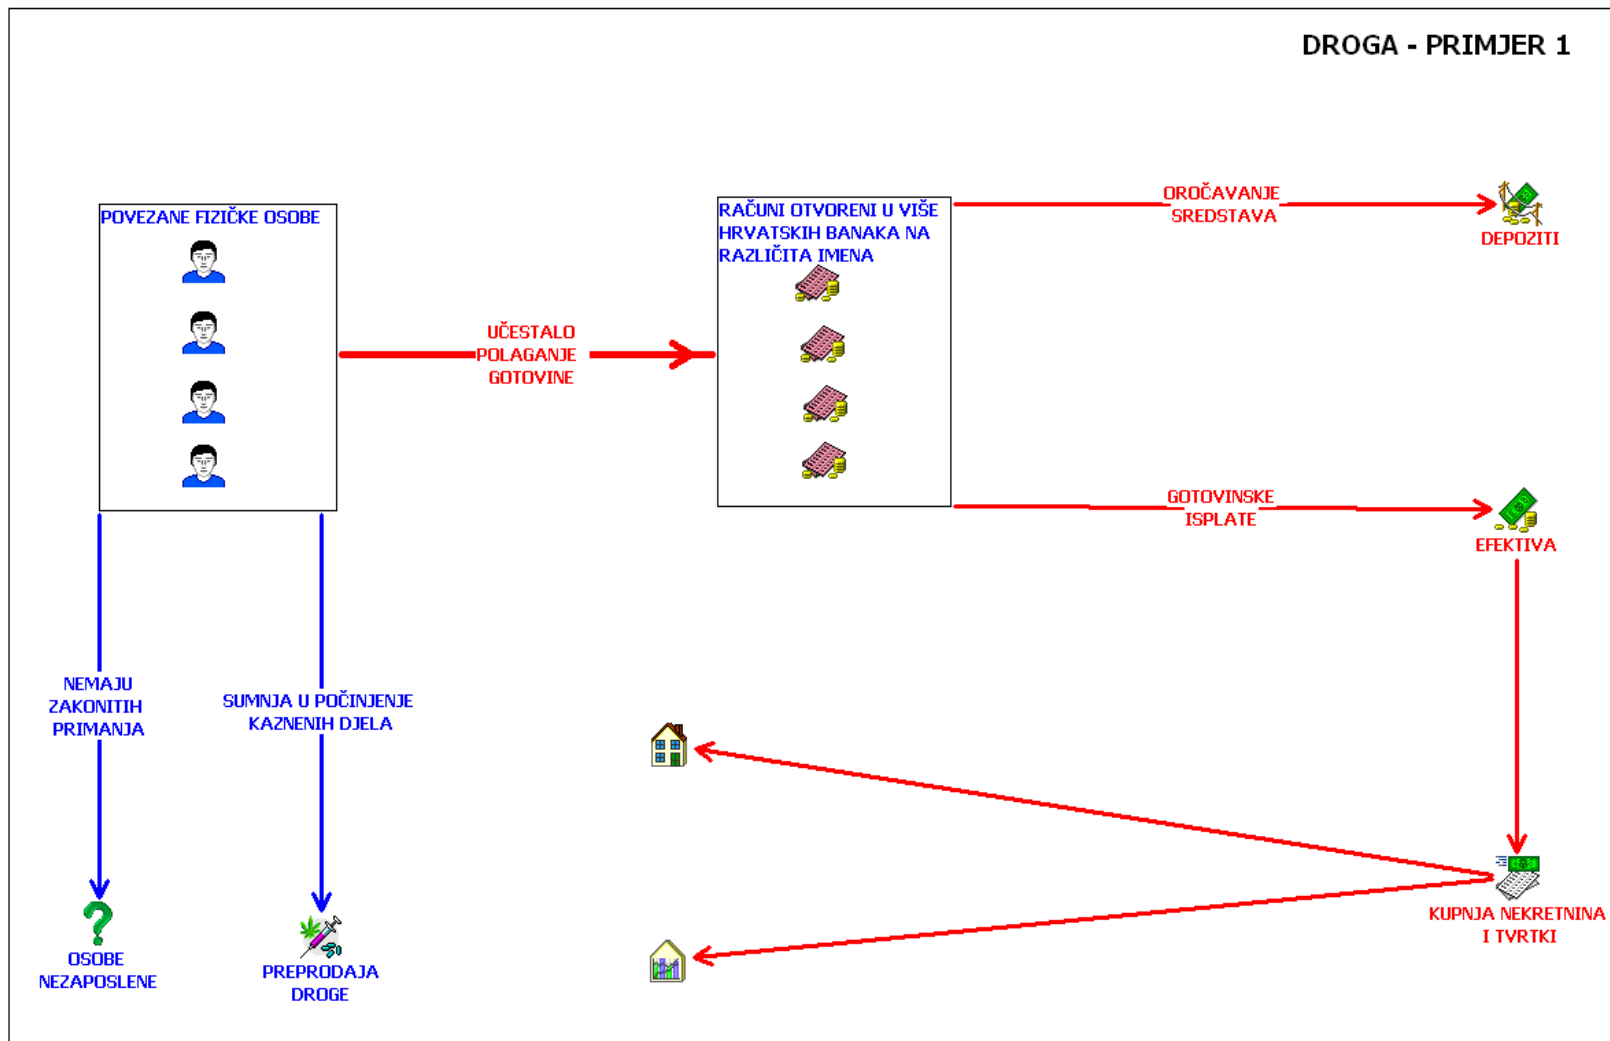 DROGA - PRIMJER 1
POVEZANE FIZIČKE OSOBE
RAČUNI OTVORENI U VIŠE
HRVATSKIH BANAKA NA
RAZLIČITA IMENA
OROČAVANJE
SREDSTAVA
DEPOZITI
UČESTALO
POLAGANJE
GOTOVINE
GOTOVINSKE
ISPLATE
EFEKTIVA
NEMAJU
ZAKONITIH
PRIMANJA
SUMNJA U POČINJENJE
KAZNENIH DJELA
KUPNJA NEKRETNINA
I TVRTKI
OSOBE
NEZAPOSLENE
PREPRODAJA
DROGE